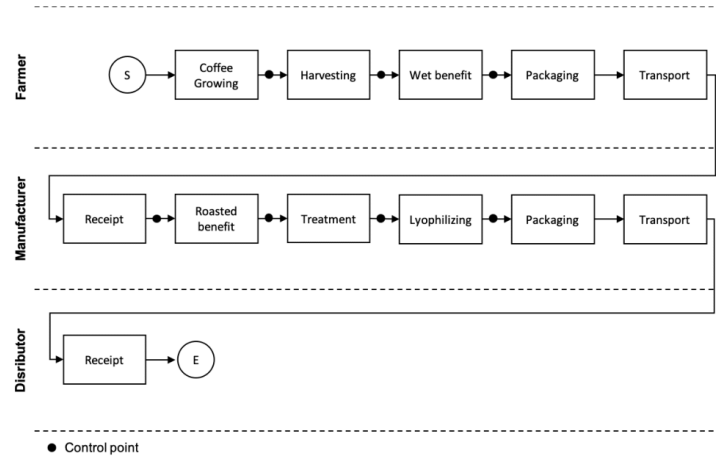 Farmer
S
Coffee
Growing
Harvesting
Wet benefit
Packaging
Transport
Manufacturer
Receipt
Roasted
benefit
Treatment
Lyophilizing
Packaging
Transport
Disributor
Receipt
E
Control point